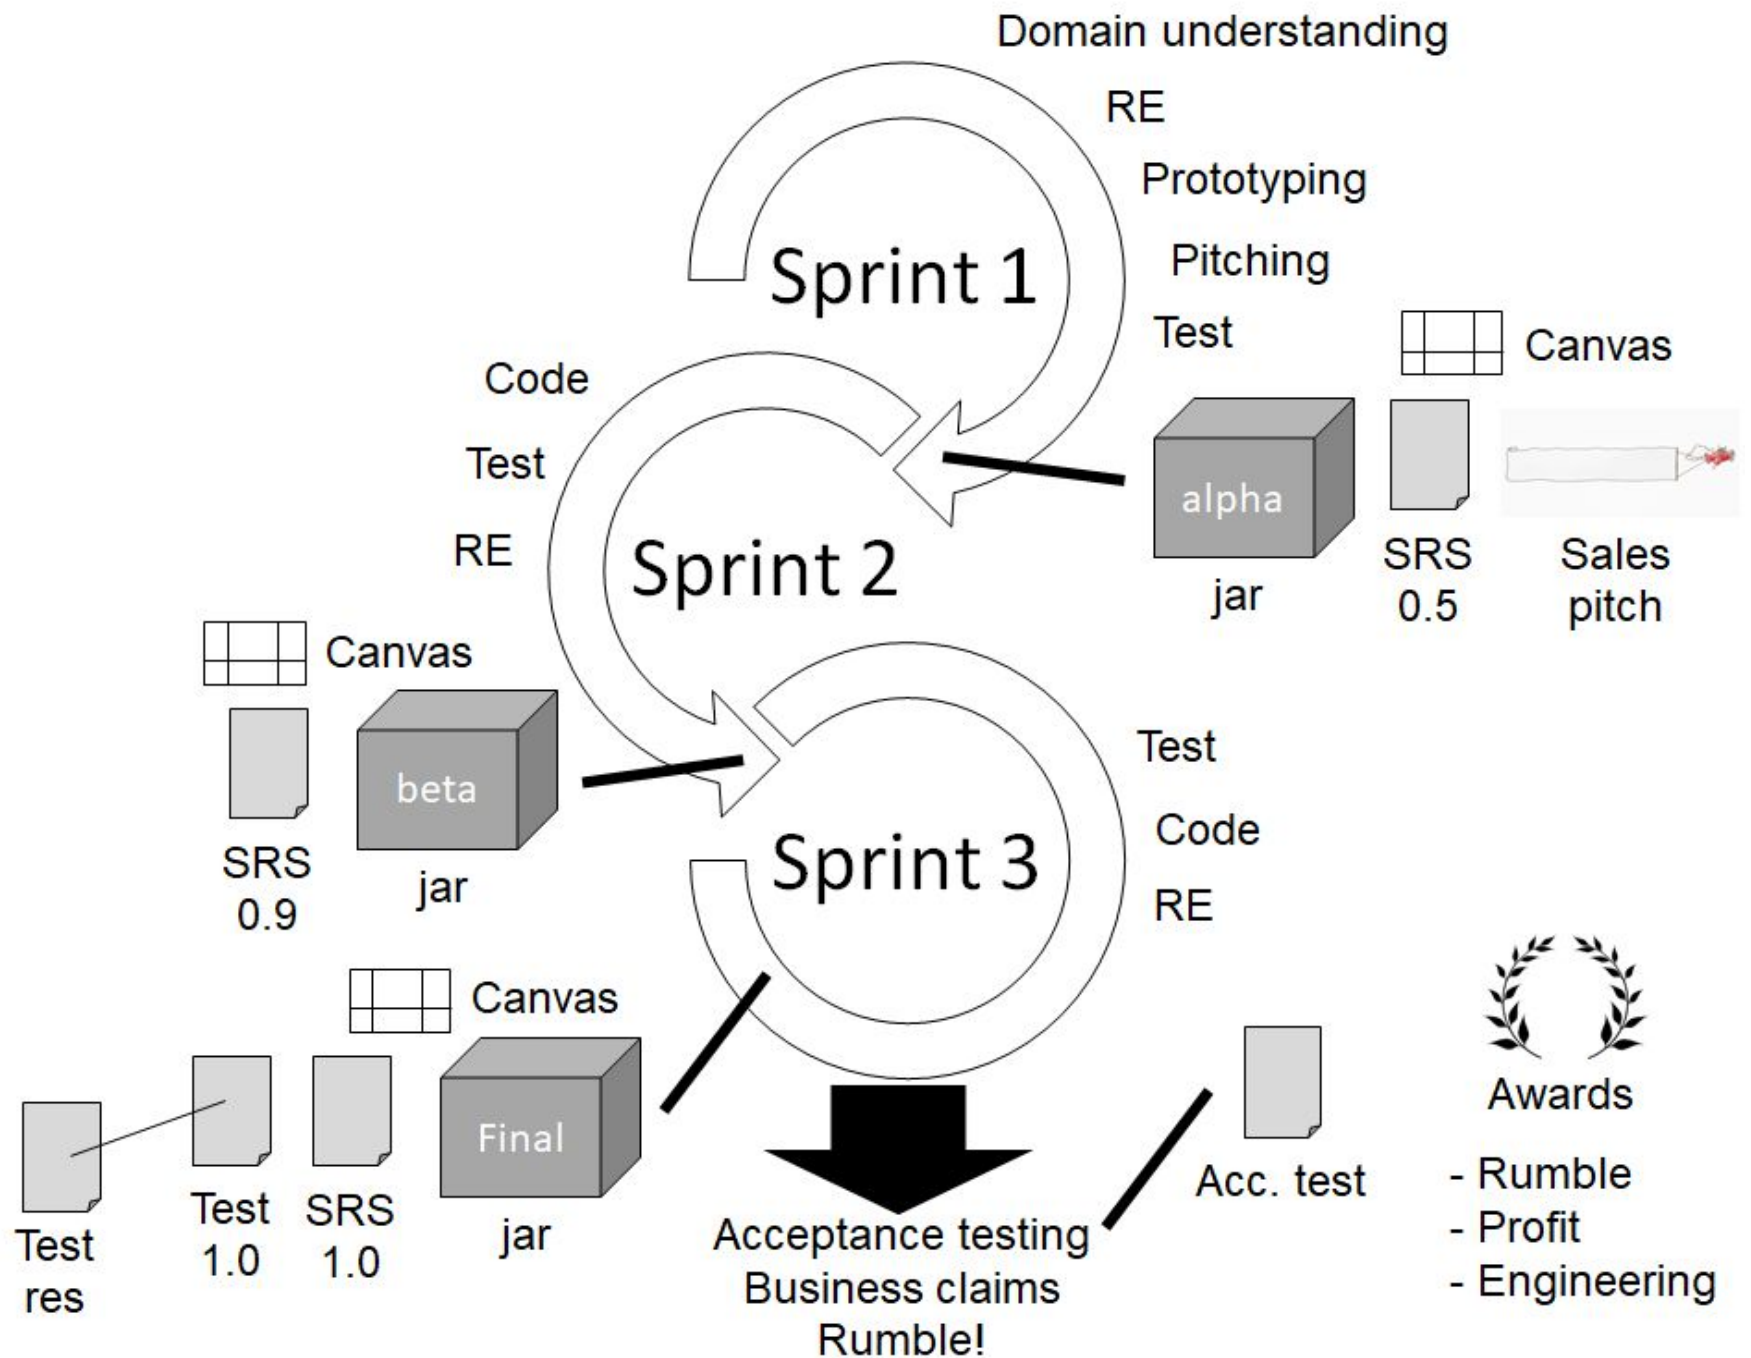 Domain understanding
RE
Prototyping
Pitching
Test
Sprint 1
Canvas
alpha
jar
SRS
0.5
Sales
pitch
Code
Test
RE
Sprint 2
Canvas
beta
SRS
0.9
jar
Test
Code
RE
Sprint 3
Canvas
Final
Test
res
Test
1.0
SRS
1.0
jar
Acceptance testing
Business claims
Rumble!
Acc. test
Awards
- Rumble
- Profit
- Engineering